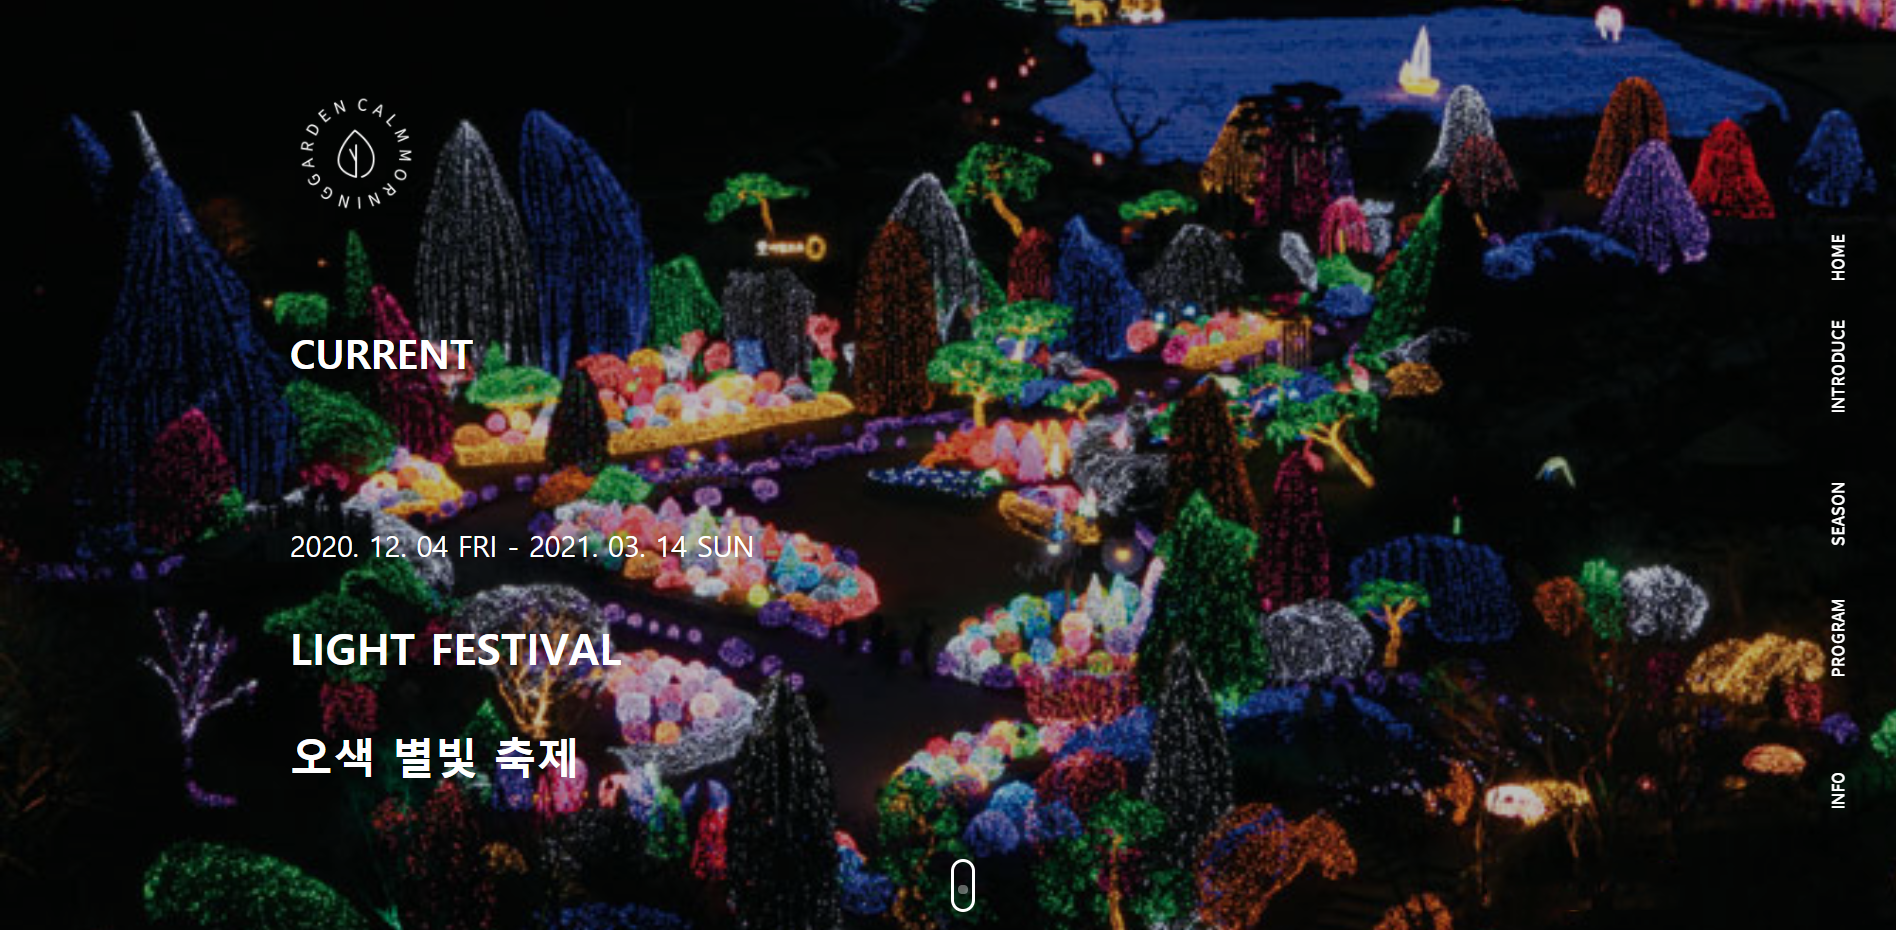 GARDEN CALM MORNING
CURRENT
2020. 12. 04 FRI - 2021. 03. 14 SUN
LIGHT FESTIVAL
오색 별빛 축제
HOME
INTRODUCE
SEASON
PROGRAM
INFO